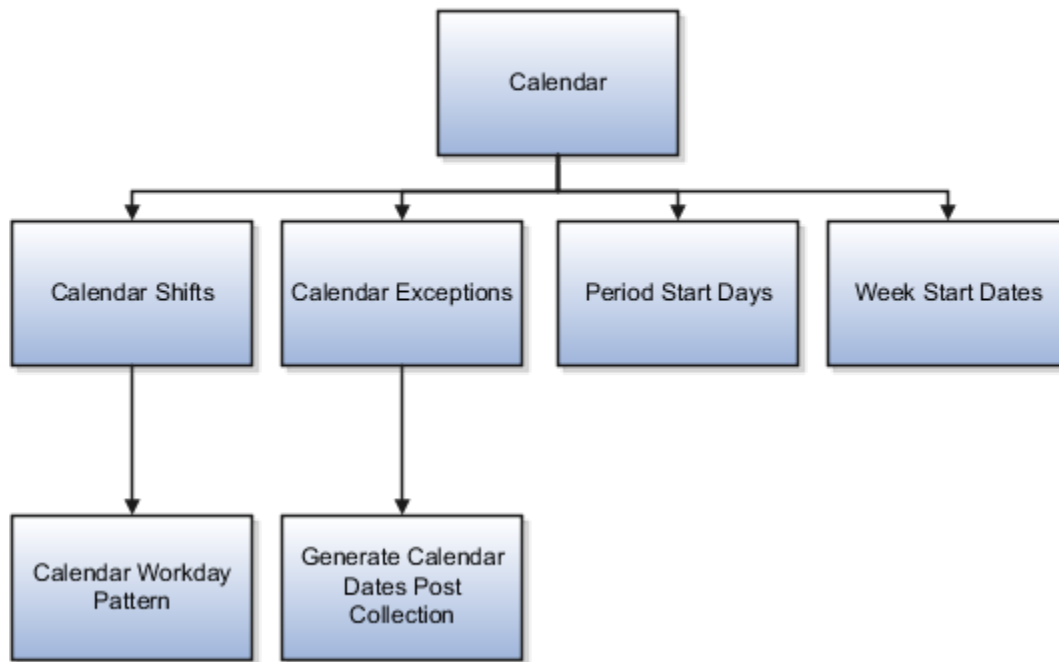 Calendar
Calendar Shifts
Calendar Exceptions
Period Start Days
Week Start Dates
Calendar Workday
Pattern
Generate Calendar
Dates Post
Collection